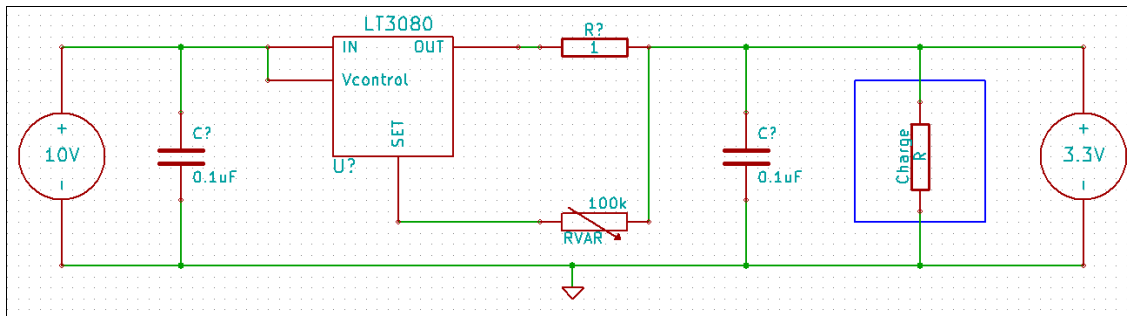 LT3080
IN OUT
Vcontrol
SET
U?
R?
1
+
10V
-
C?
0.1uF
C?
0.1uF
100k
RVAR
Charge
R
+
3.3V
-